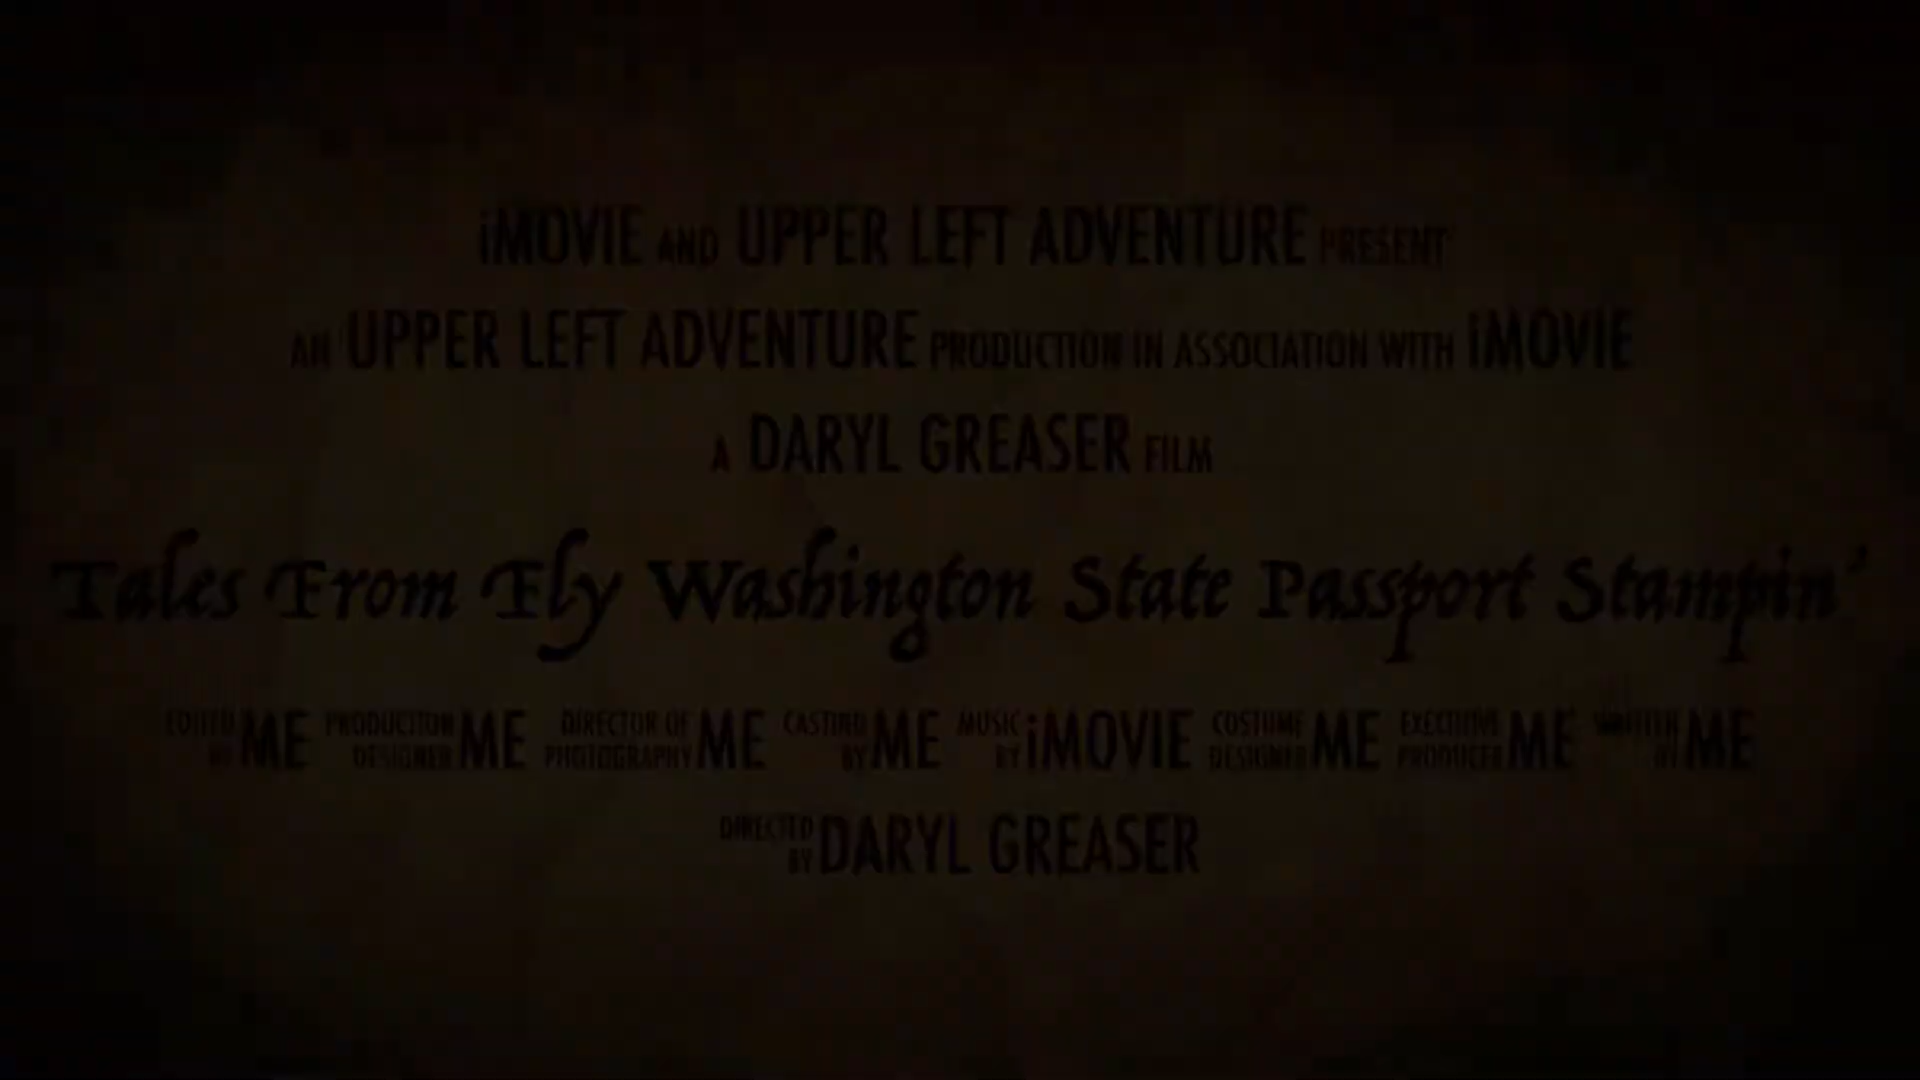 iMOVIE AND UPPER LEFT ADVENTURE PRESENT
AN UPPER LEFT ADVENTURE PRODUCTION IN ASSOCIATION WITH iMOVIE
A DARYL GREASER FILM
Tales From Fly Washington State Passport Stampin'
EDITED BY ME PRODUCTION DESIGNER ME DIRECTOR OF PHOTOGRAPHY ME CASTING BY ME MUSIC BY iMOVIE COSTUME DESIGNER ME EXECUTIVE PRODUCER ME WRITTEN BY ME
DIRECTED BY DARYL GREASER